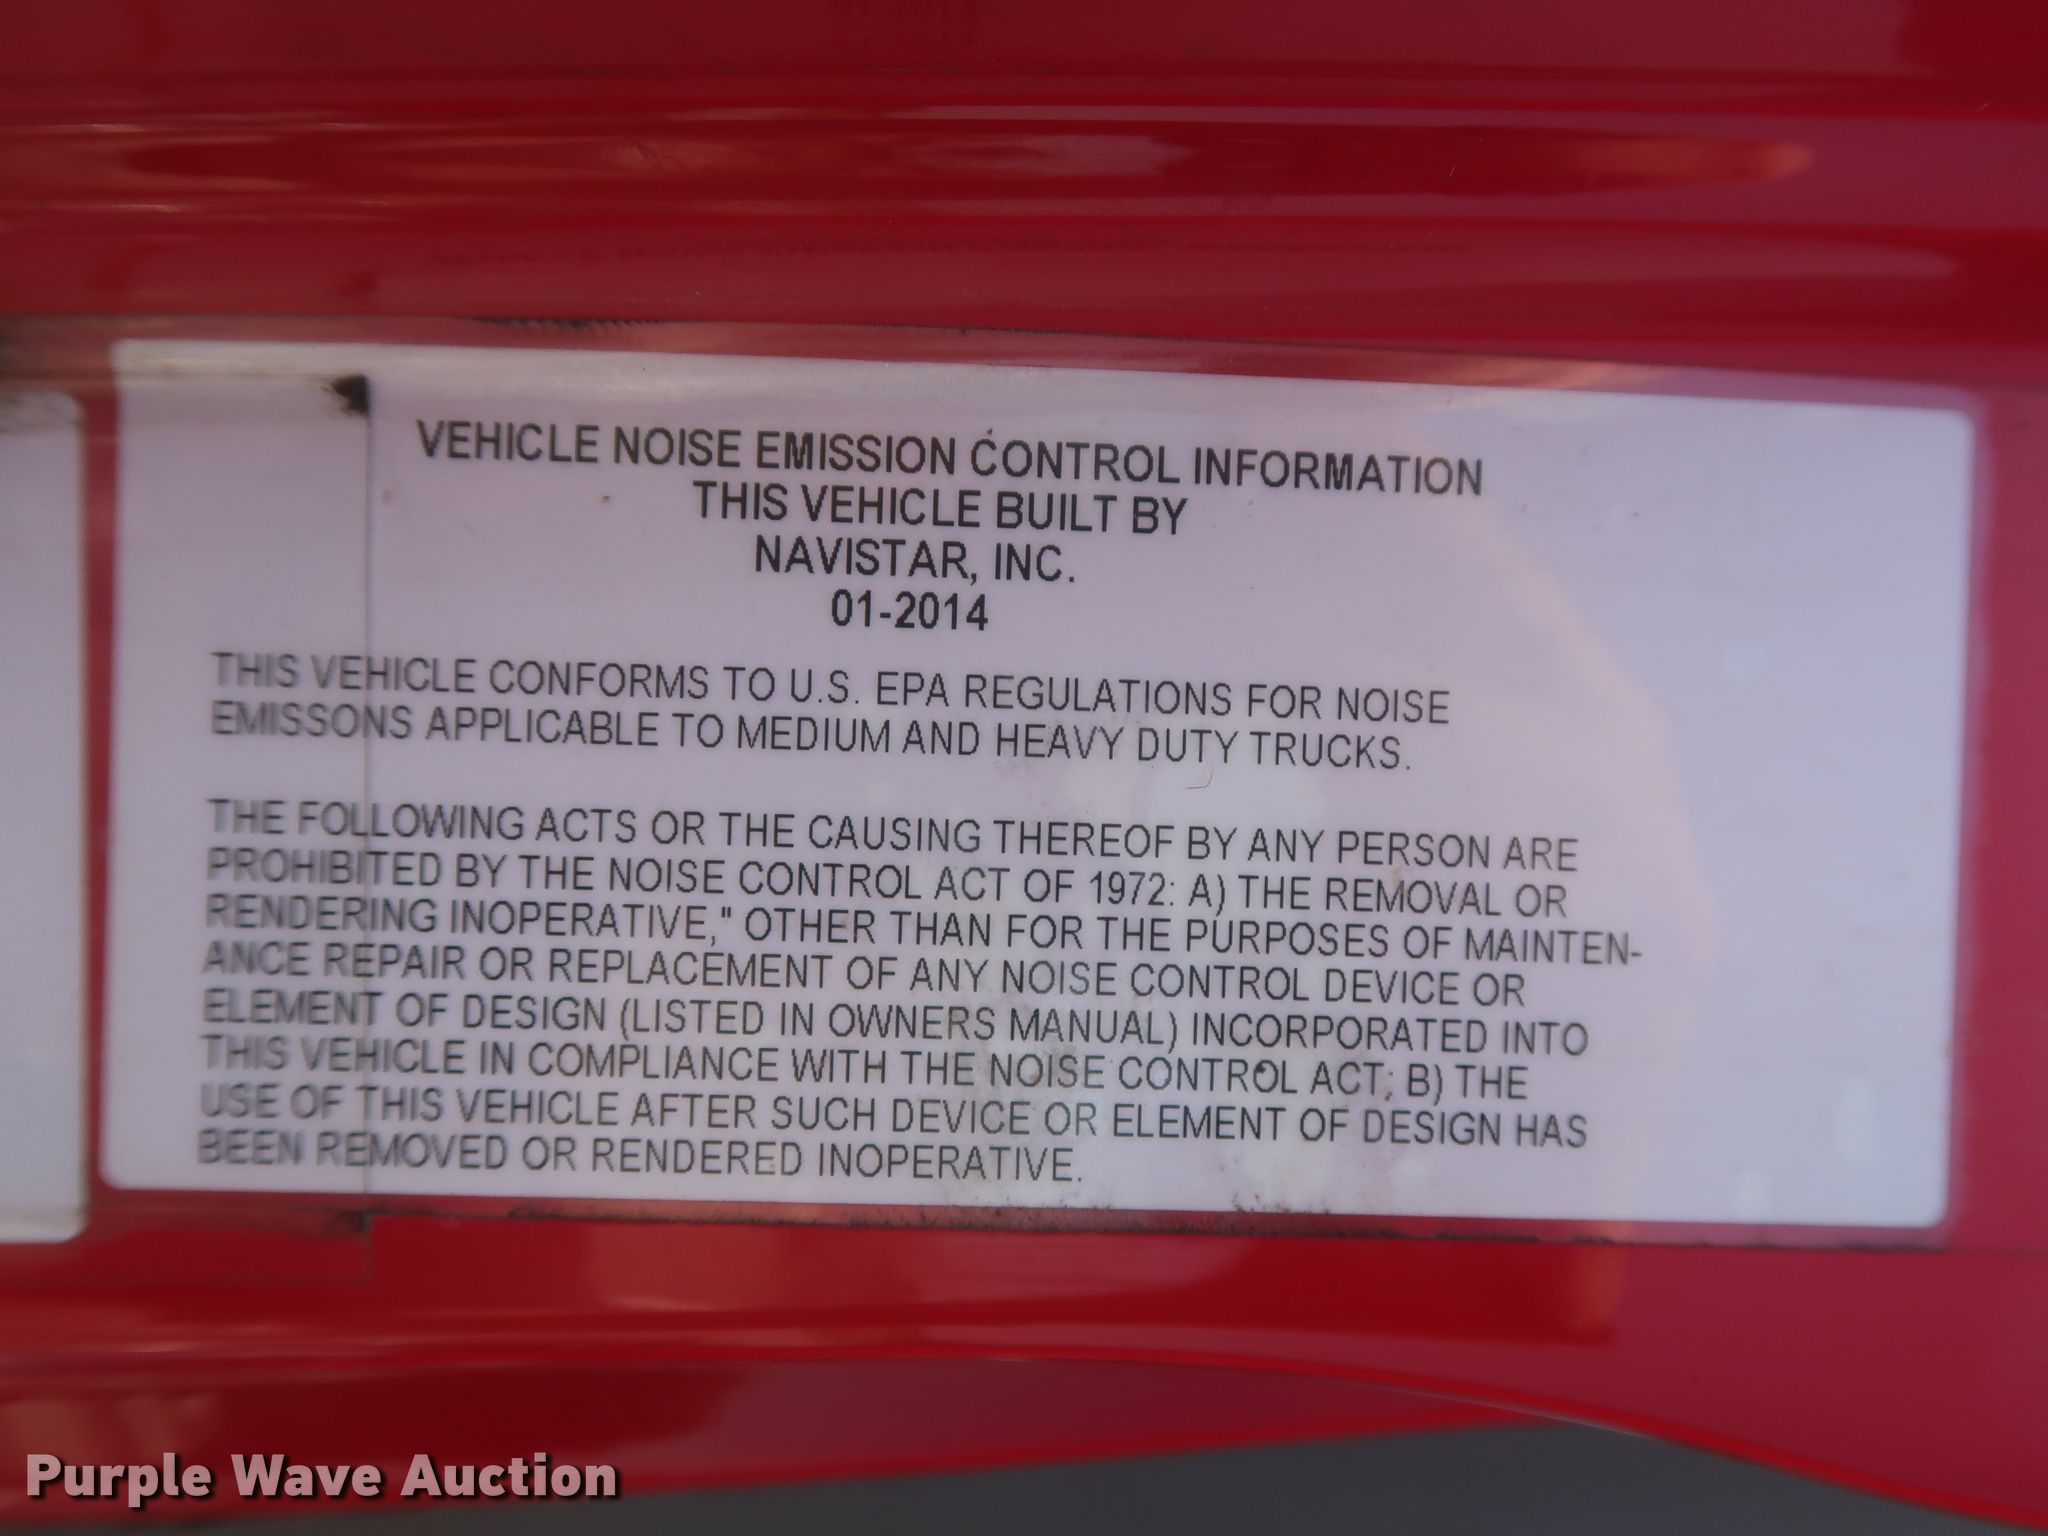 VEHICLE NOISE EMISSION CONTROL INFORMATION
THIS VEHICLE BUILT BY
NAVISTAR, INC.
01-2014
THIS VEHICLE CONFORMS TO U.S. EPA REGULATIONS FOR NOISE
EMISSONS APPLICABLE TO MEDIUM AND HEAVY DUTY TRUCKS.
THE FOLLOWING ACTS OR THE CAUSING THEREOF BY ANY PERSON ARE
PROHIBITED BY THE NOISE CONTROL ACT OF 1972: A) THE REMOVAL OR
RENDERING INOPERATIVE," OTHER THAN FOR THE PURPOSES OF MAINTEN-
ANCE REPAIR OR REPLACEMENT OF ANY NOISE CONTROL DEVICE OR
ELEMENT OF DESIGN (LISTED IN OWNERS MANUAL) INCORPORATED INTO
THIS VEHICLE IN COMPLIANCE WITH THE NOISE CONTROL ACT; B) THE
USE OF THIS VEHICLE AFTER SUCH DEVICE OR ELEMENT OF DESIGN HAS
BEEN REMOVED OR RENDERED INOPERATIVE.
Purple Wave Auction